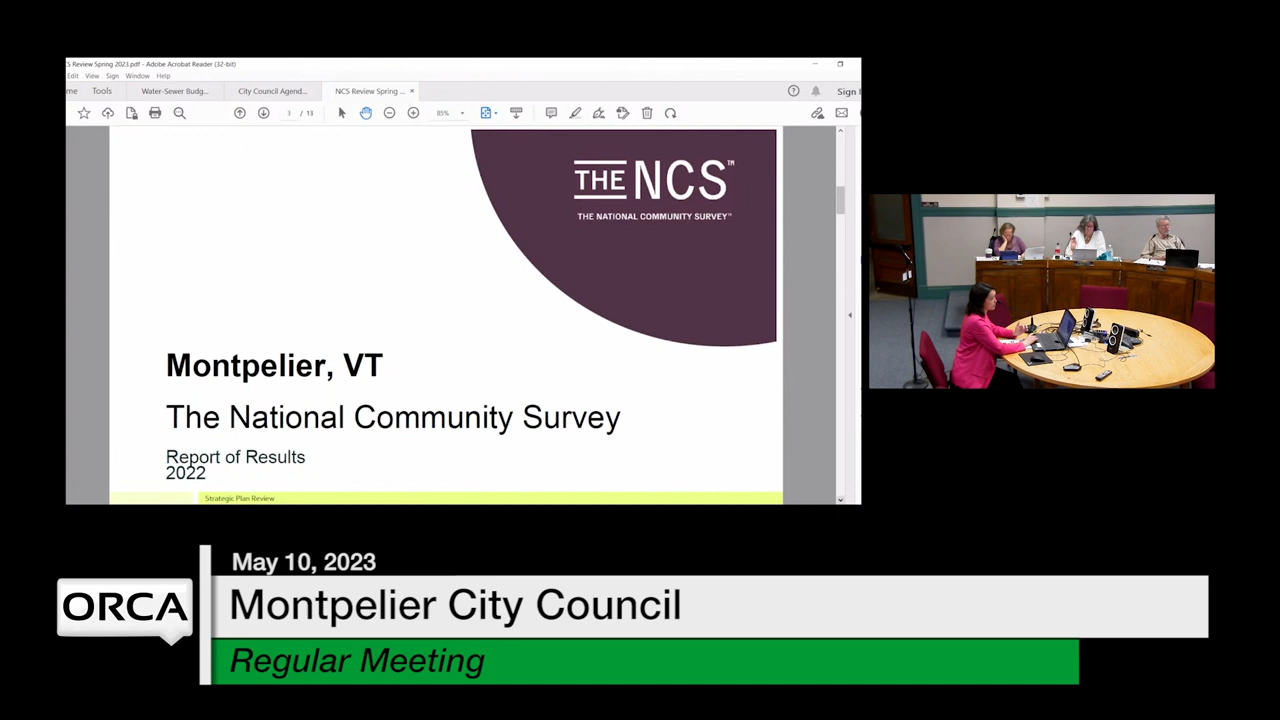 CS Review Spring 2023.pdf - Adobe Acrobat Reader (32-bit)
Edit View Sign Window Help
me Tools Water-Sewer Budg... City Council Agend... NCS Review Spring ... × Sign I
3 / 13 85%
THE NCS™
THE NATIONAL COMMUNITY SURVEY™
Montpelier, VT
The National Community Survey
Report of Results
2022
Strategic Plan Review
May 10, 2023
ORCA
Montpelier City Council
Regular Meeting